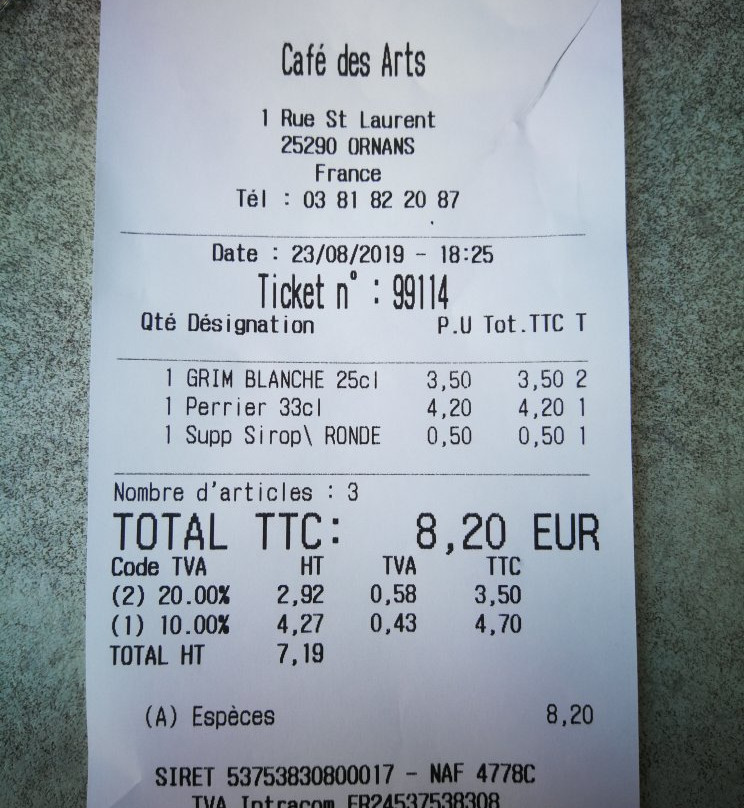 Café des Arts
1 Rue St Laurent
25290 ORNANS
France
Tél : 03 81 82 20 87
Date : 23/08/2019 - 18:25
Ticket n° : 99114
Qté Désignation P.U Tot.TTC T
1 GRIM BLANCHE 25cl 3,50 3,50 2
1 Perrier 33cl 4,20 4,20 1
1 Supp Sirop\ RONDE 0,50 0,50 1
Nombre d'articles : 3
TOTAL TTC: 8,20 EUR
Code TVA HT TVA TTC
(2) 20.00% 2,92 0,58 3,50
(1) 10.00% 4,27 0,43 4,70
TOTAL HT 7,19
(A) Espèces 8,20
SIRET 53753830800017 - NAF 4778C
TVA Intracom FR24537538308